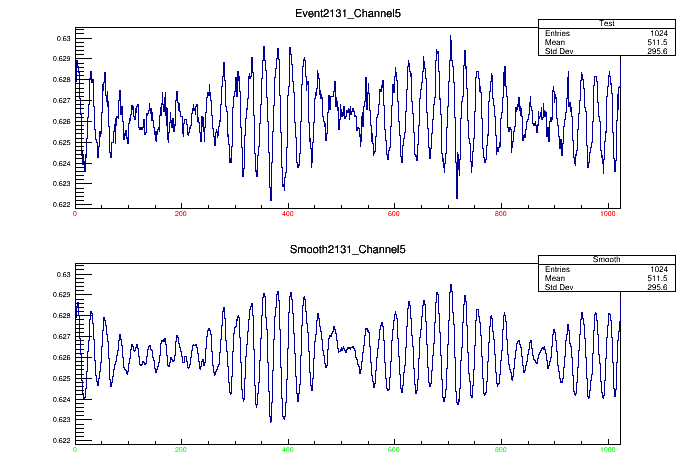 Event2131_Channel5
Test
Entries 1024
Mean 511.5
Std Dev 295.6
0.63
0.629
0.628
0.627
0.626
0.625
0.624
0.623
0.622
0 200 400 600 800 1000
Smooth2131_Channel5
Smooth
Entries 1024
Mean 511.5
Std Dev 295.6
0.63
0.629
0.628
0.627
0.626
0.625
0.624
0.623
0.622
0 200 400 600 800 1000